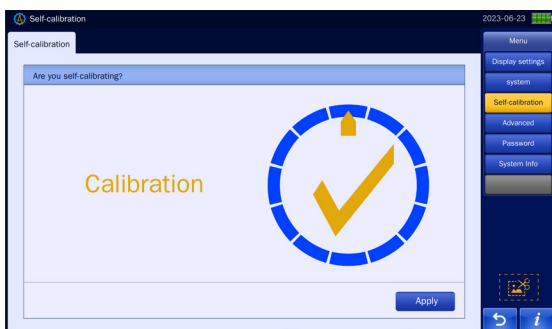 Self-calibration
2023-06-23
Self-calibration
Are you self-calibrating?
Calibration
Apply
Menu
Display settings
system
Self-calibration
Advanced
Password
System Info
i